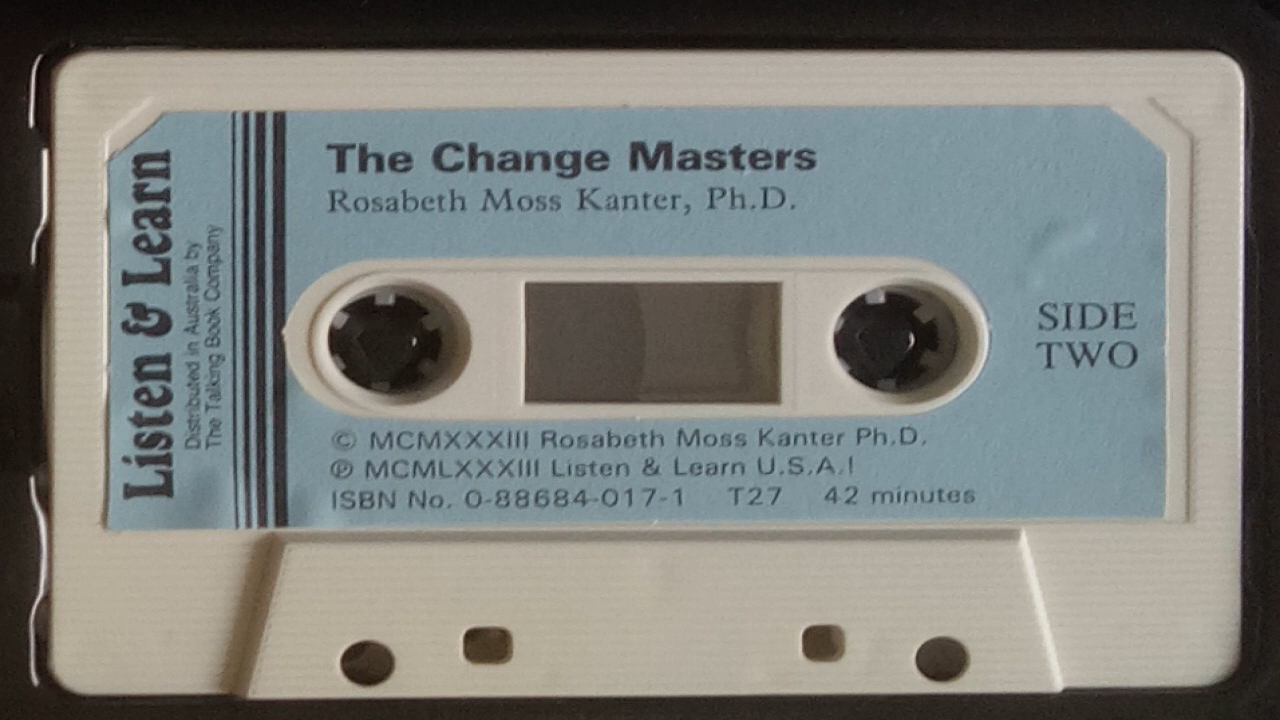 Listen & Learn
Distributed in Australia by
The Talking Book Company
The Change Masters
Rosabeth Moss Kanter, Ph.D.
SIDE
TWO
© MCMXXXIII Rosabeth Moss Kanter Ph.D.
℗ MCMLXXXIII Listen & Learn U.S.A.!
ISBN No. 0-88684-017-1 T27 42 minutes